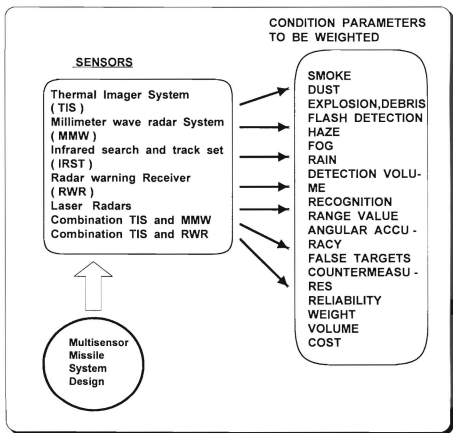 CONDITION PARAMETERS
TO BE WEIGHTED
SENSORS
Thermal Imager System
( TIS )
Millimeter wave radar System
( MMW )
Infrared search and track set
( IRST )
Radar warning Receiver
( RWR )
Laser Radars
Combination TIS and MMW
Combination TIS and RWR
SMOKE
DUST
EXPLOSION,DEBRIS
FLASH DETECTION
HAZE
FOG
RAIN
DETECTION VOLU-
ME
RECOGNITION
RANGE VALUE
ANGULAR ACCU -
RACY
FALSE TARGETS
COUNTERMEASU -
RES
RELIABILITY
WEIGHT
VOLUME
COST
Multisensor
Missile
System
Design